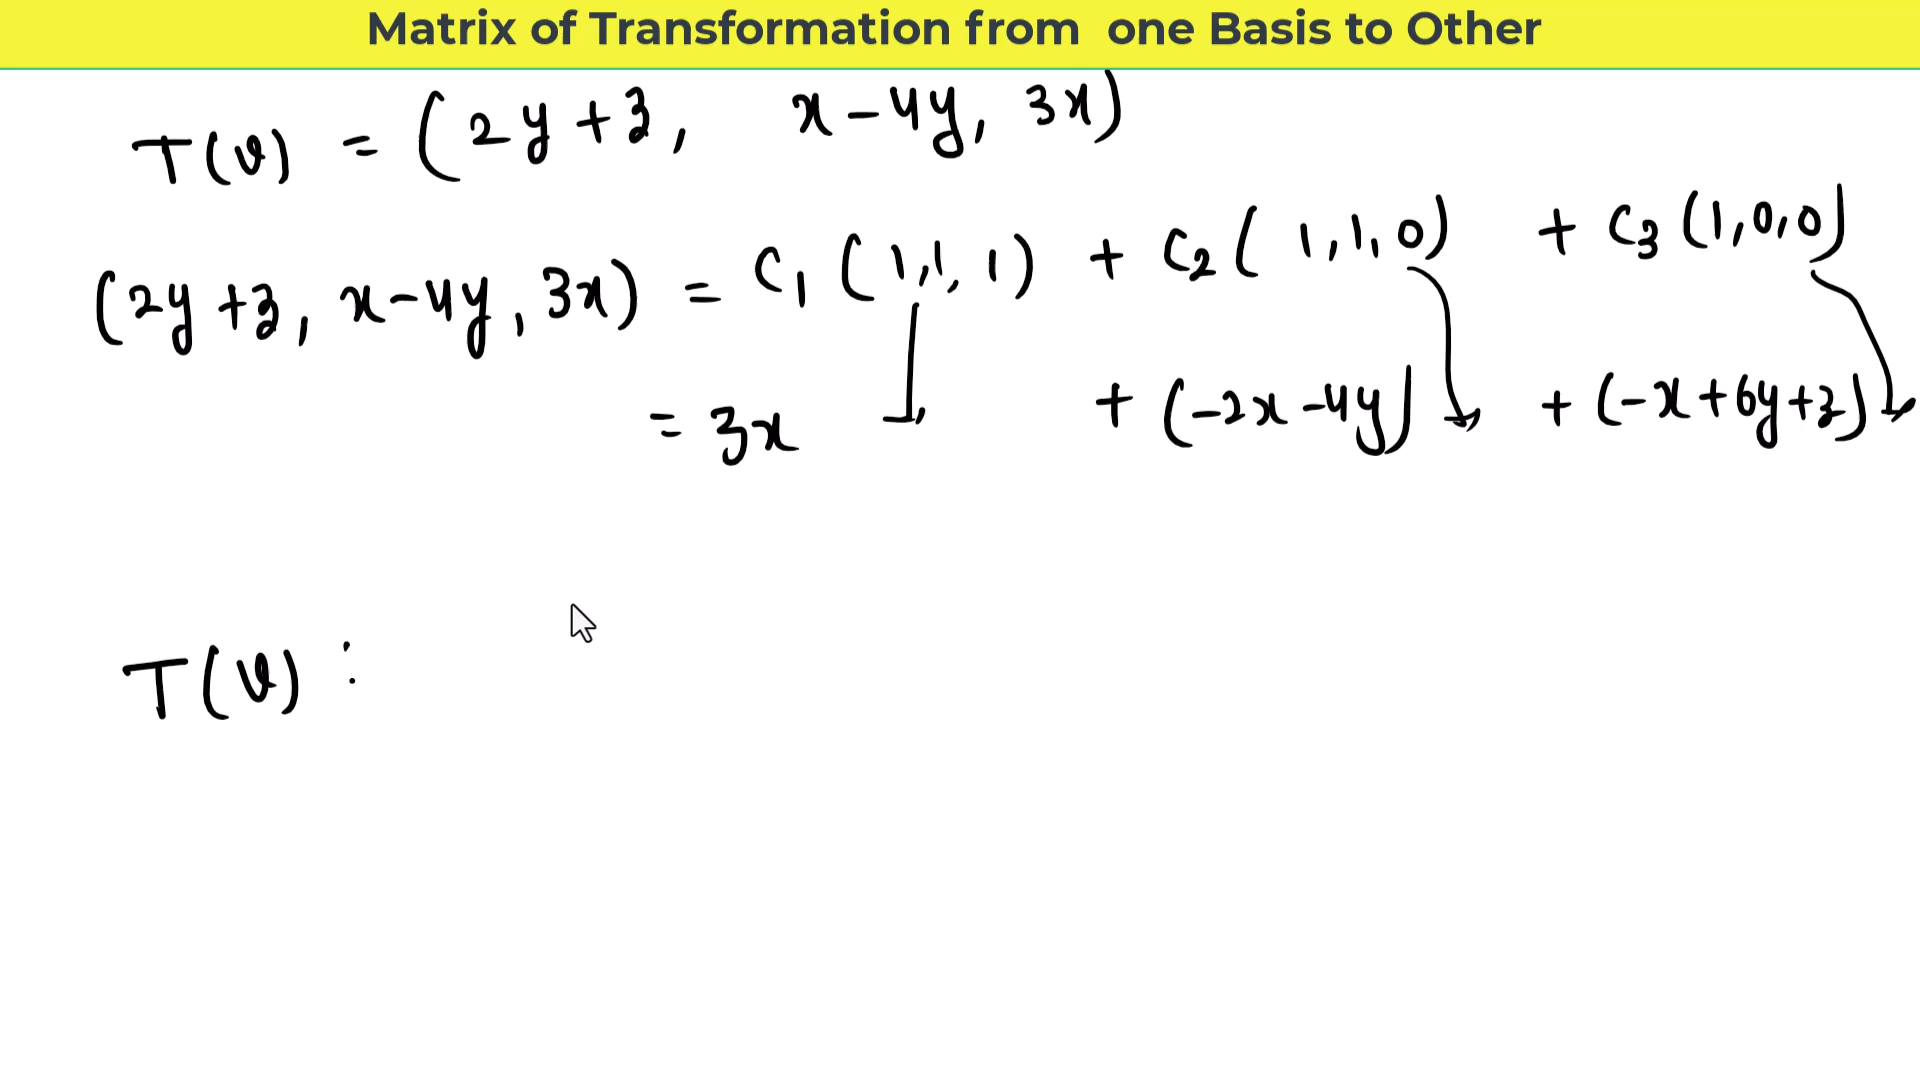 Matrix of Transformation from one Basis to Other
T(v) = (2y+z, x-4y, 3x)
(2y+z, x-4y, 3x) = C₁(1,1,1) + C₂(1,1,0) + C₃(1,0,0)
= 3x + (-2x-4y) + (-x+6y+z)
T(v) :